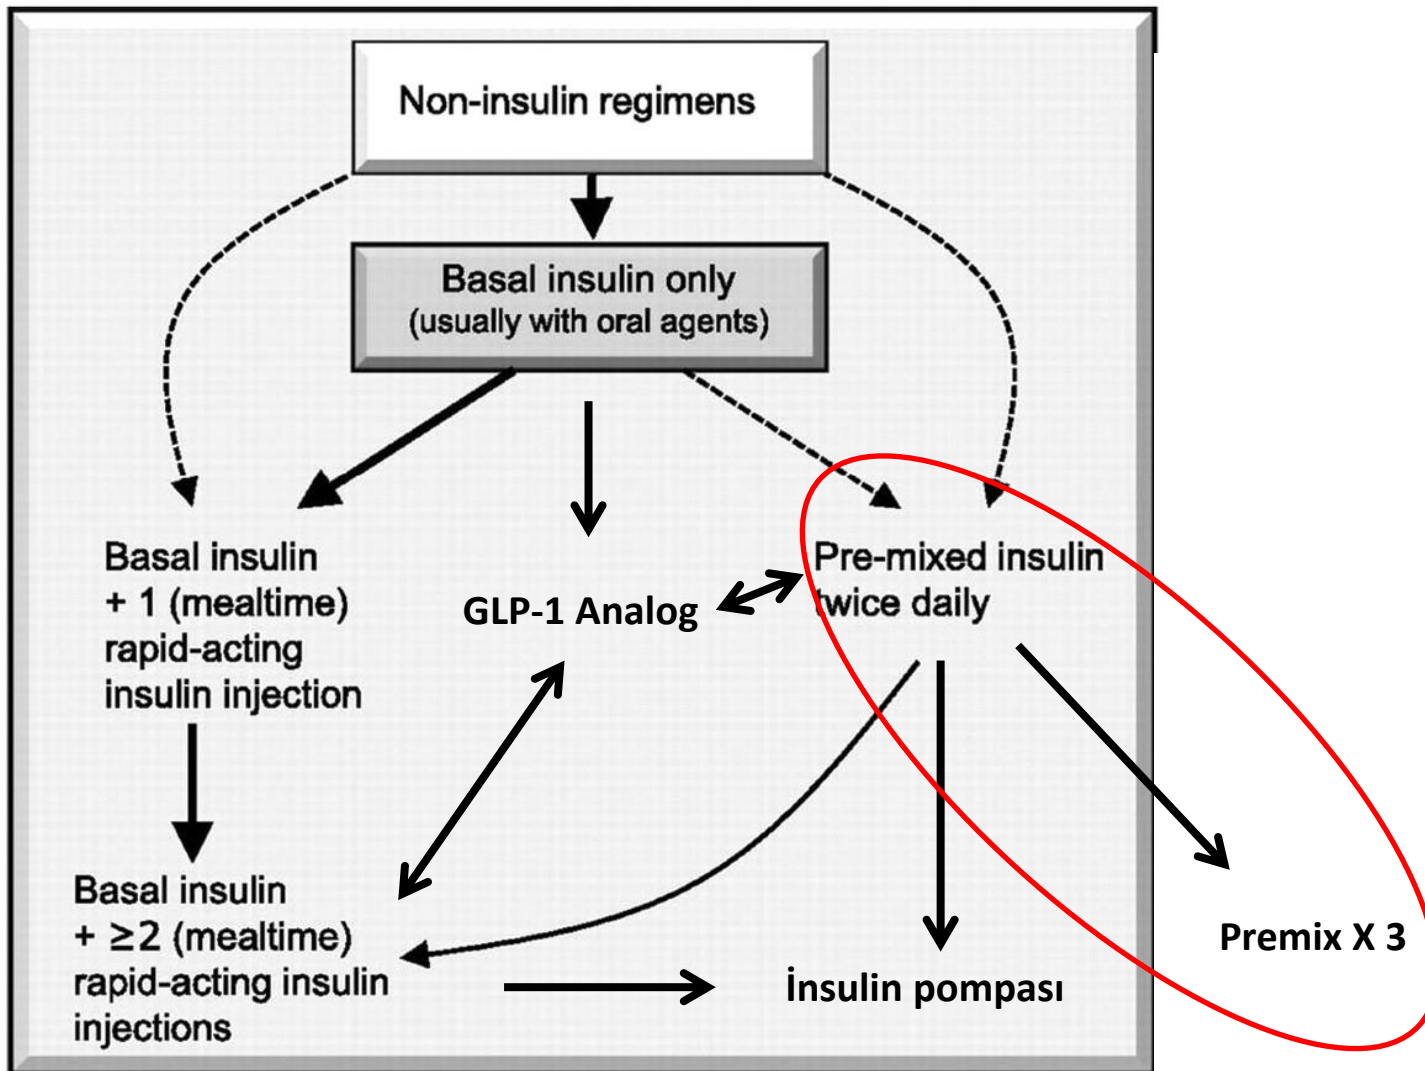 Non-insulin regimens
Basal insulin only
(usually with oral agents)
Basal insulin
+ 1 (mealtime)
rapid-acting
insulin injection
GLP-1 Analog
Pre-mixed insulin
twice daily
Basal insulin
+ ≥2 (mealtime)
rapid-acting insulin
injections
İnsulin pompası
Premix X 3